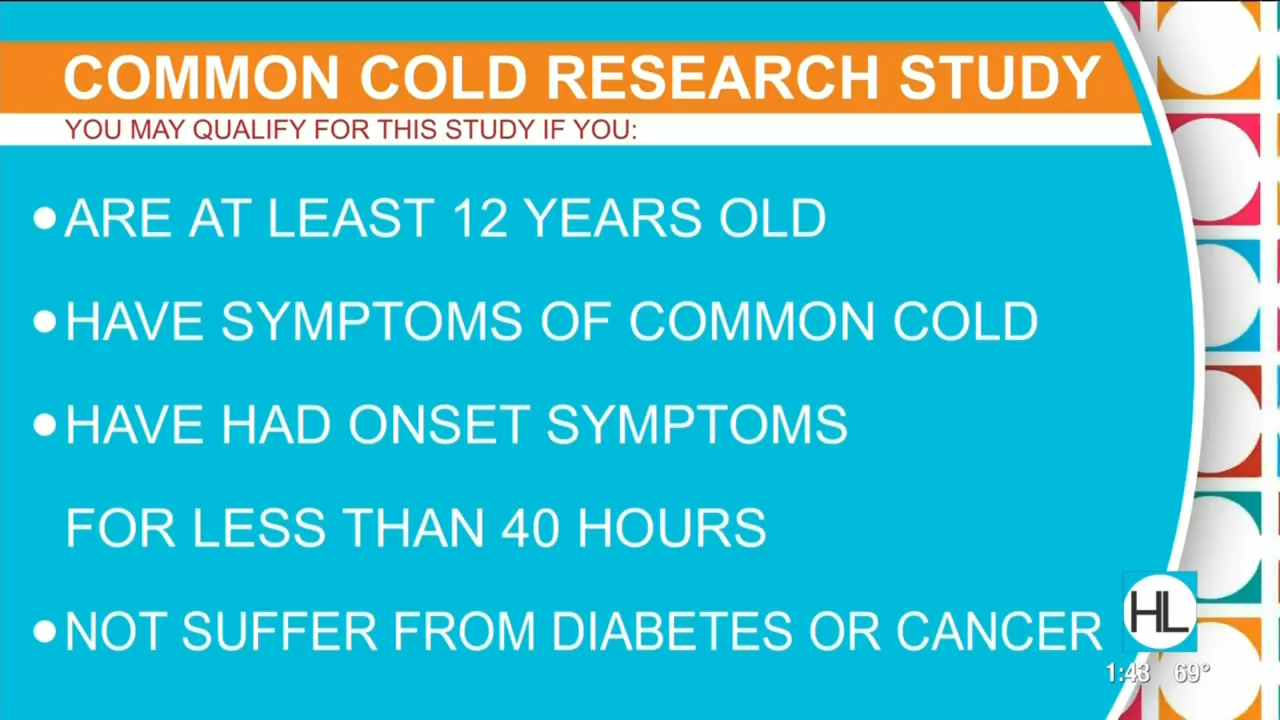 COMMON COLD RESEARCH STUDY
YOU MAY QUALIFY FOR THIS STUDY IF YOU:
•ARE AT LEAST 12 YEARS OLD
•HAVE SYMPTOMS OF COMMON COLD
•HAVE HAD ONSET SYMPTOMS
FOR LESS THAN 40 HOURS
•NOT SUFFER FROM DIABETES OR CANCER
HL
1:43 69°